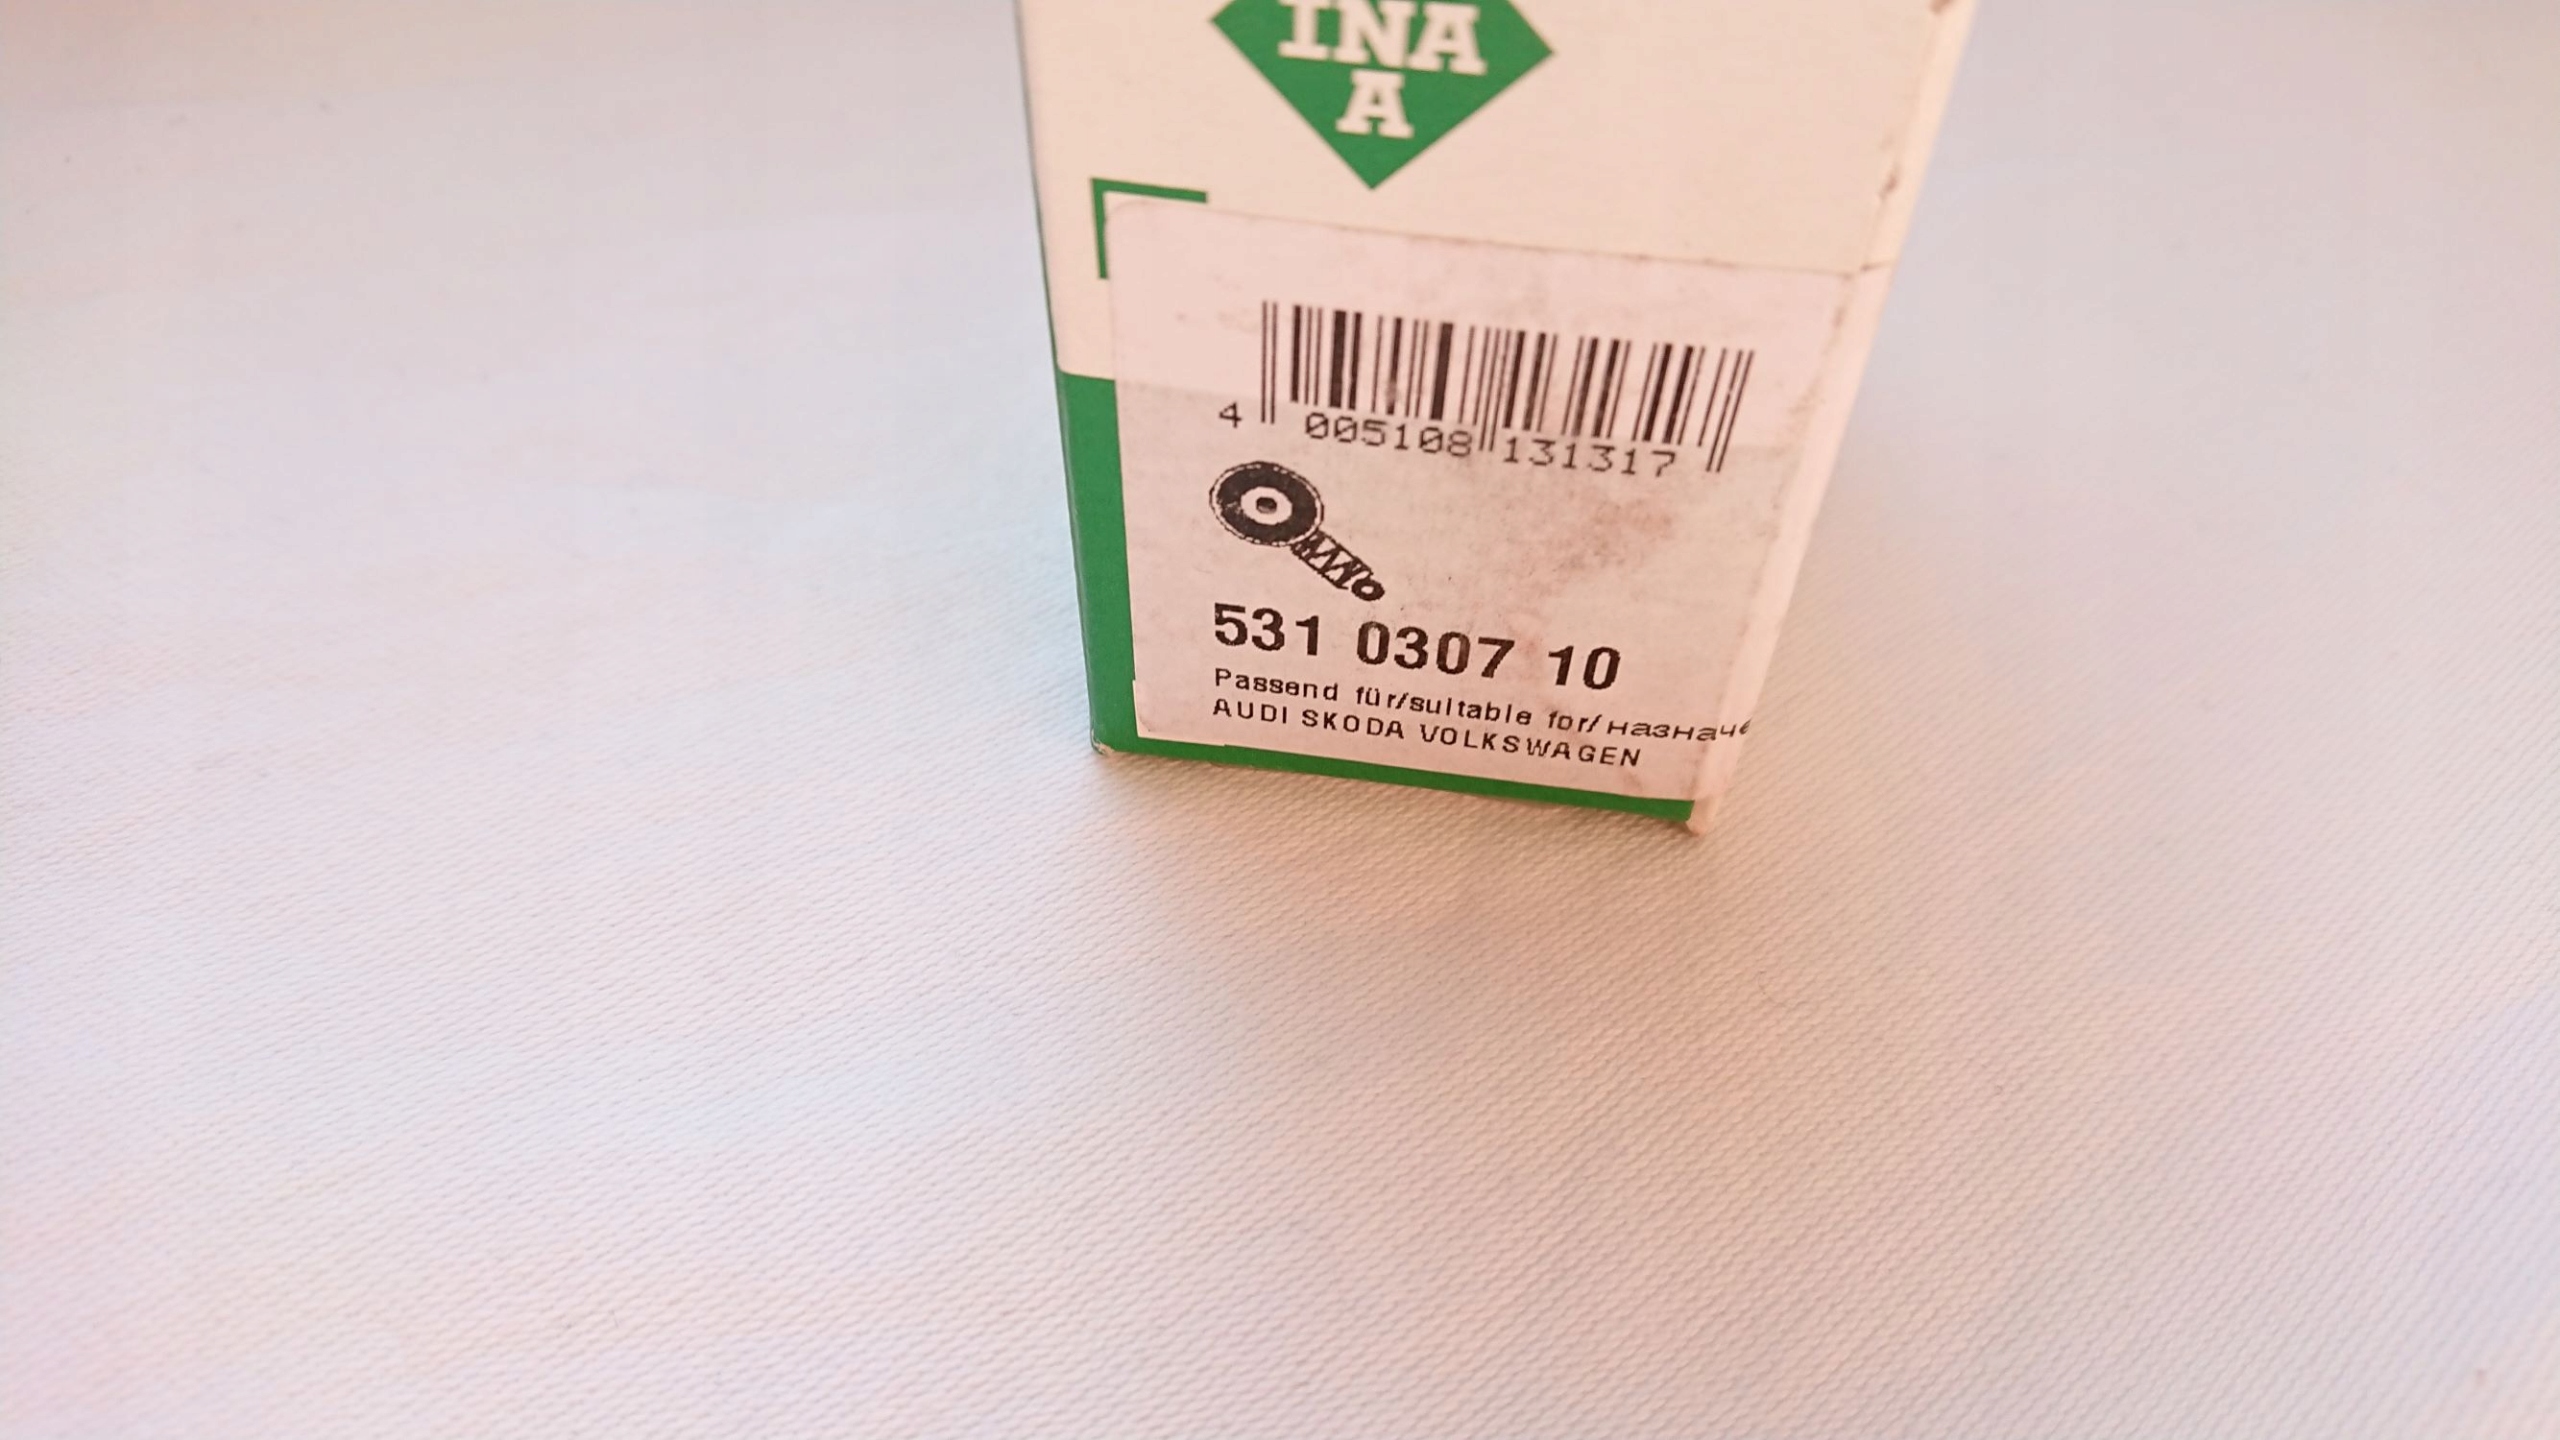 INA
A
4 005108 131317
531 0307 10
Passend für/suitable for/назначе
AUDI SKODA VOLKSWAGEN